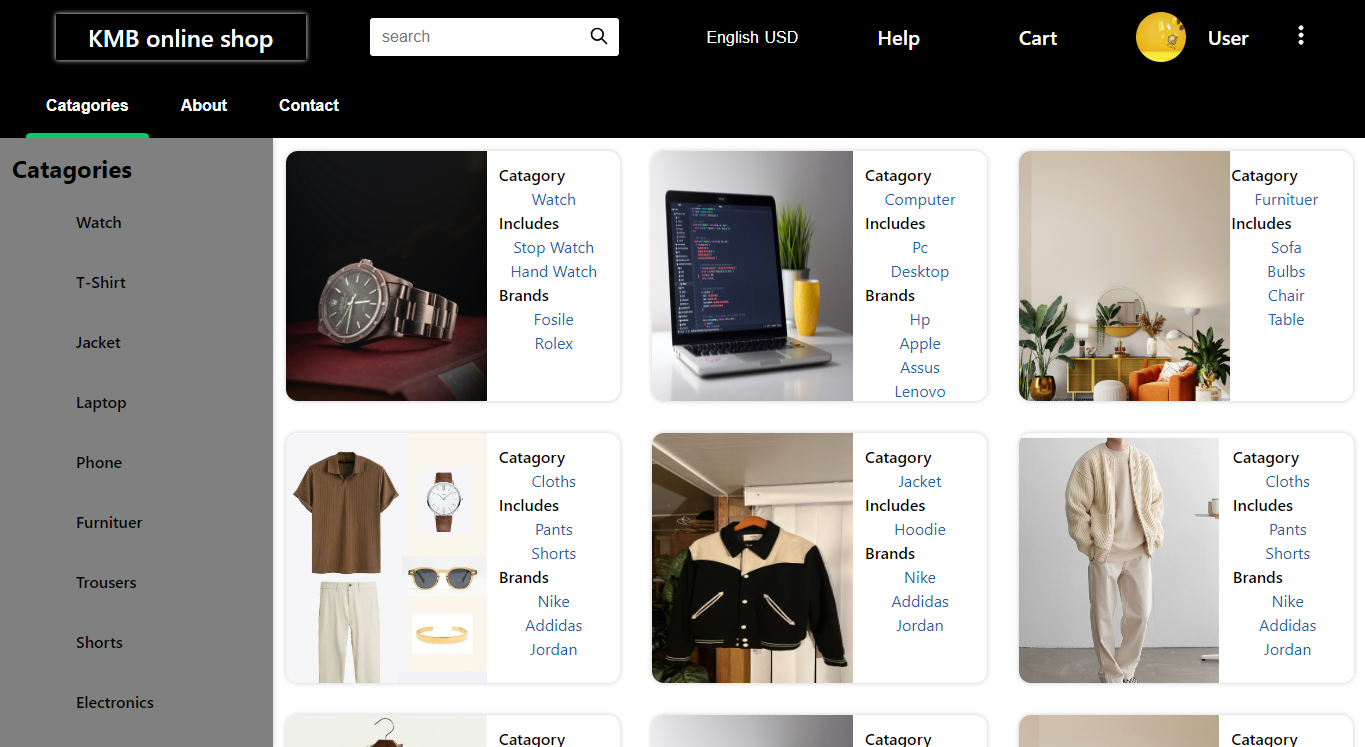 KMB online shop
search
English USD
Help
Cart
User
Catagories
About
Contact
Catagories
Watch
T-Shirt
Jacket
Laptop
Phone
Furnituer
Trousers
Shorts
Electronics
Catagory
Watch
Includes
Stop Watch
Hand Watch
Brands
Fosile
Rolex
Catagory
Computer
Includes
Pc
Desktop
Brands
Hp
Apple
Assus
Lenovo
Catagory
Furnituer
Includes
Sofa
Bulbs
Chair
Table
Catagory
Cloths
Includes
Pants
Shorts
Brands
Nike
Addidas
Jordan
Catagory
Jacket
Includes
Hoodie
Brands
Nike
Addidas
Jordan
Catagory
Cloths
Includes
Pants
Shorts
Brands
Nike
Addidas
Jordan
Catagory
Catagory
Catagory